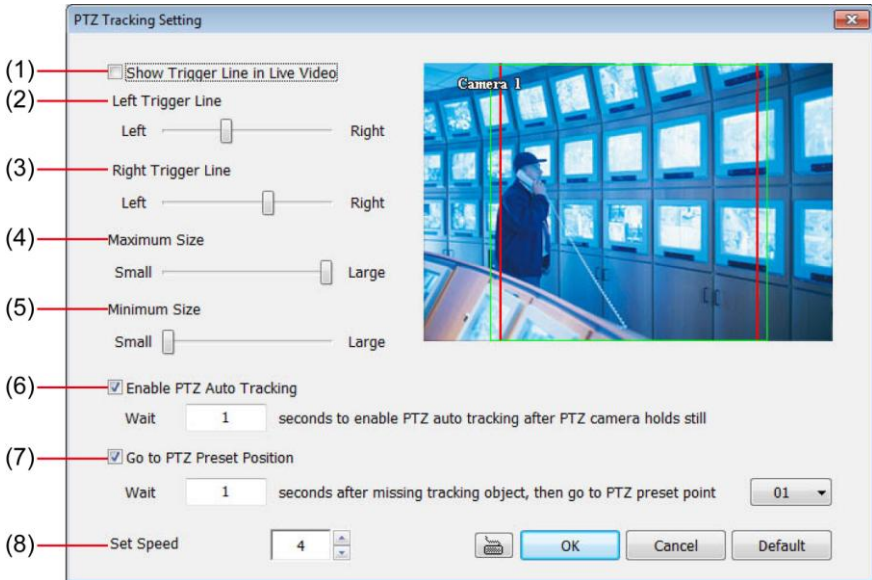 PTZ Tracking Setting
(1) Show Trigger Line in Live Video
(2) Left Trigger Line
Left Right
(3) Right Trigger Line
Left Right
(4) Maximum Size
Small Large
(5) Minimum Size
Small Large
Camera 1
(6) Enable PTZ Auto Tracking
Wait 1 seconds to enable PTZ auto tracking after PTZ camera holds still
(7) Go to PTZ Preset Position
Wait 1 seconds after missing tracking object, then go to PTZ preset point 01
(8) Set Speed 4 OK Cancel Default